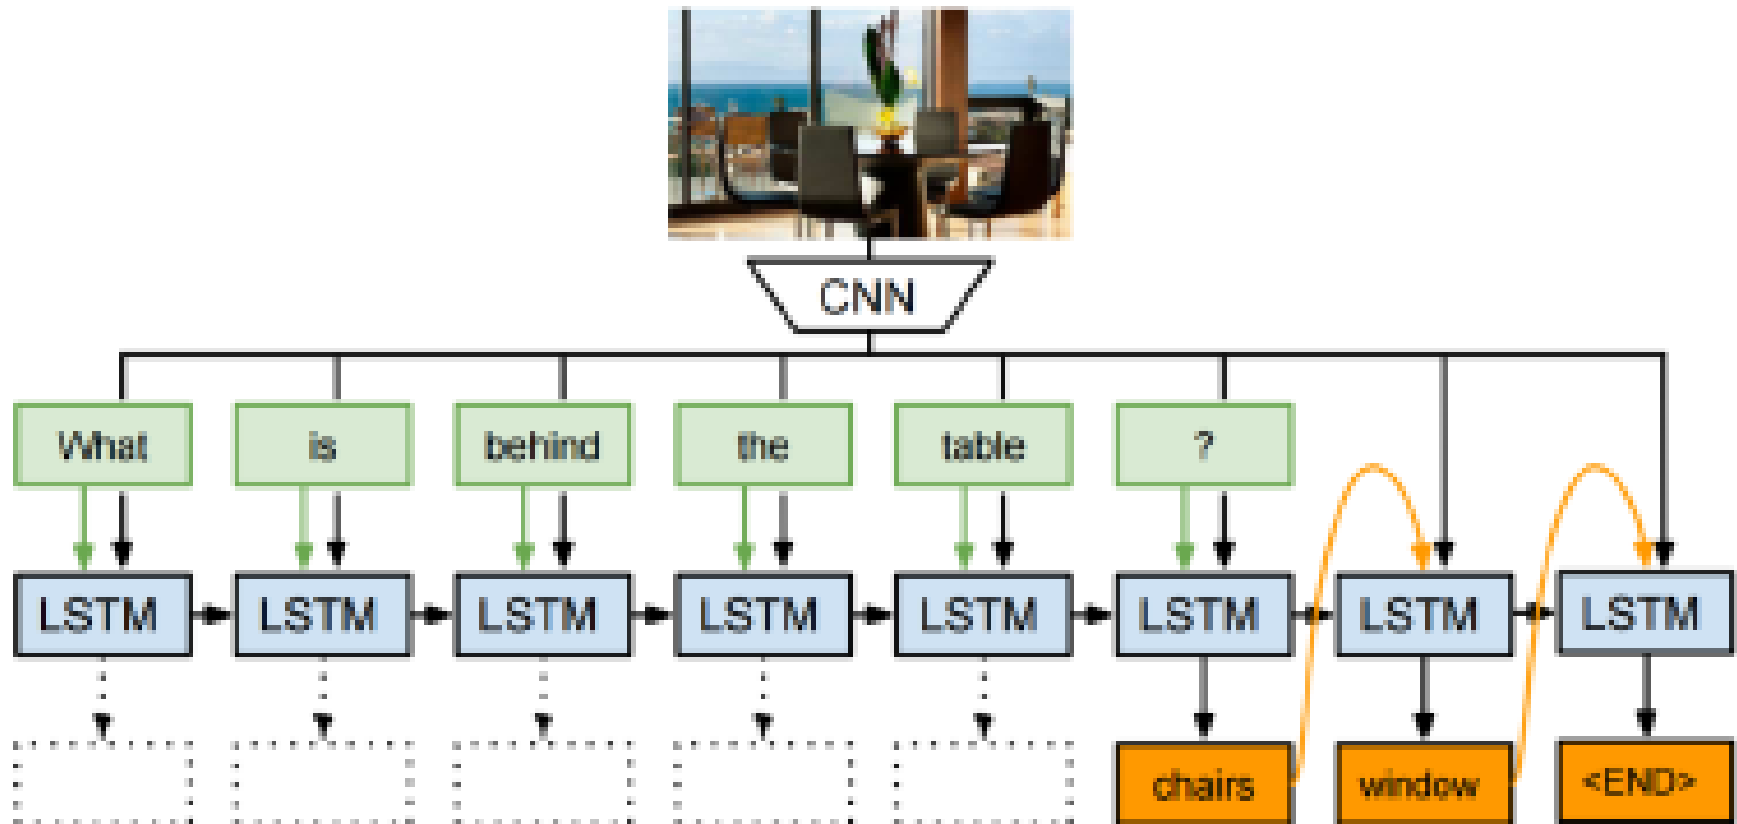 CNN
What is behind the table ?
LSTM LSTM LSTM LSTM LSTM LSTM LSTM LSTM
chairs window <END>